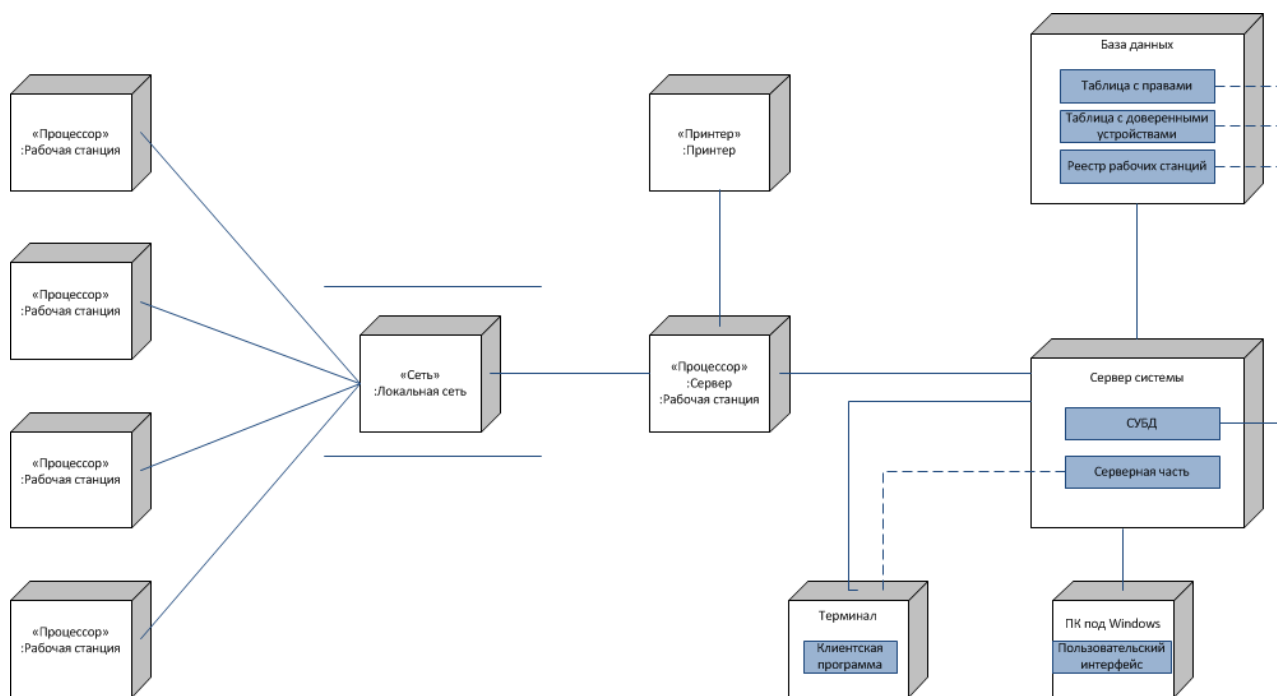 «Процессор»
:Рабочая станция
«Процессор»
:Рабочая станция
«Процессор»
:Рабочая станция
«Процессор»
:Рабочая станция
«Сеть»
:Локальная сеть
«Принтер»
:Принтер
«Процессор»
:Сервер
:Рабочая станция
База данных
Таблица с правами
Таблица с доверенными
устройствами
Реестр рабочих станций
Сервер системы
СУБД
Серверная часть
Терминал
Клиентская
программа
ПК под Windows
Пользовательский
интерфейс